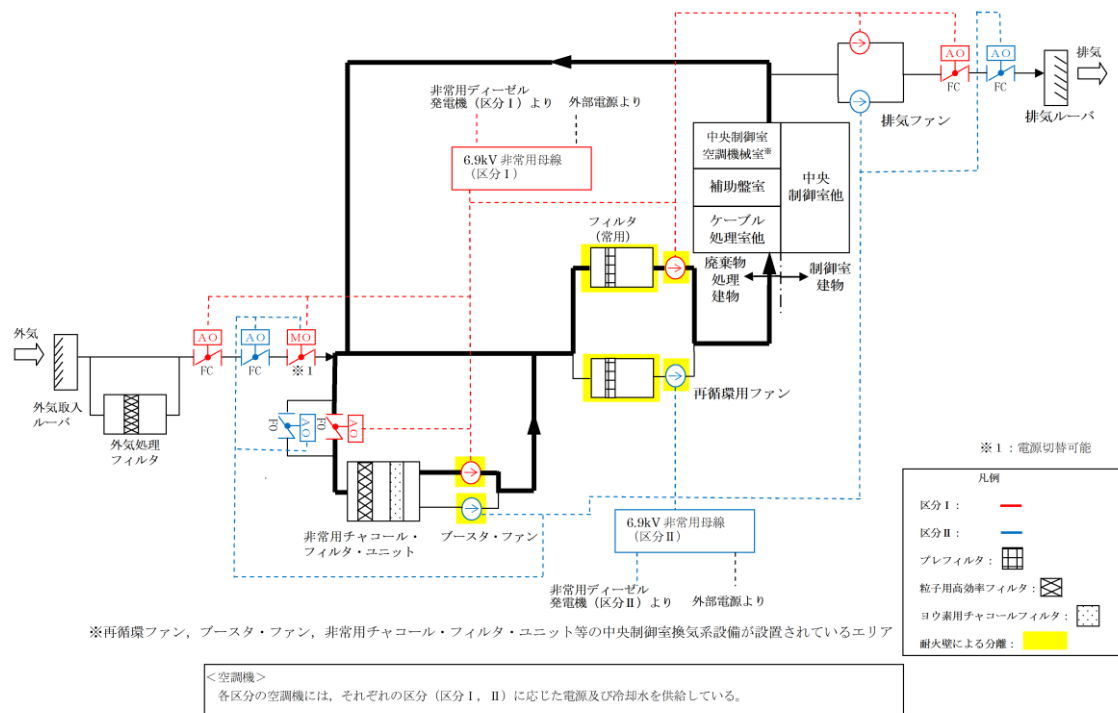 排気
AO
AO
FC
FC
排気ファン
排気ルーバ
非常用ディーゼル
発電機（区分Ⅰ）より
外部電源より
6.9kV 非常用母線
（区分Ⅰ）
中央制御室
空調機械室※
補助盤室
ケーブル
処理室他
中央
制御室他
廃棄物
処理
建物
制御室
建物
フィルタ
（常用）
外気
AO
AO
MO
FC
FC
※１
外気取入
ルーバ
外気処理
フィルタ
FO
AO
FO
AO
再循環用ファン
非常用チャコール・
フィルタ・ユニット
ブースタ・ファン
6.9kV 非常用母線
（区分Ⅱ）
非常用ディーゼル
発電機（区分Ⅱ）より
外部電源より
※１：電源切替可能
凡例
区分Ⅰ：
区分Ⅱ：
プレフィルタ：
粒子用高効率フィルタ：
ヨウ素用チャコールフィルタ：
耐火壁による分離：
※再循環ファン，ブースタ・ファン，非常用チャコール・フィルタ・ユニット等の中央制御室換気系設備が設置されているエリア
＜空調機＞
各区分の空調機には，それぞれの区分（区分Ⅰ，Ⅱ）に応じた電源及び冷却水を供給している。